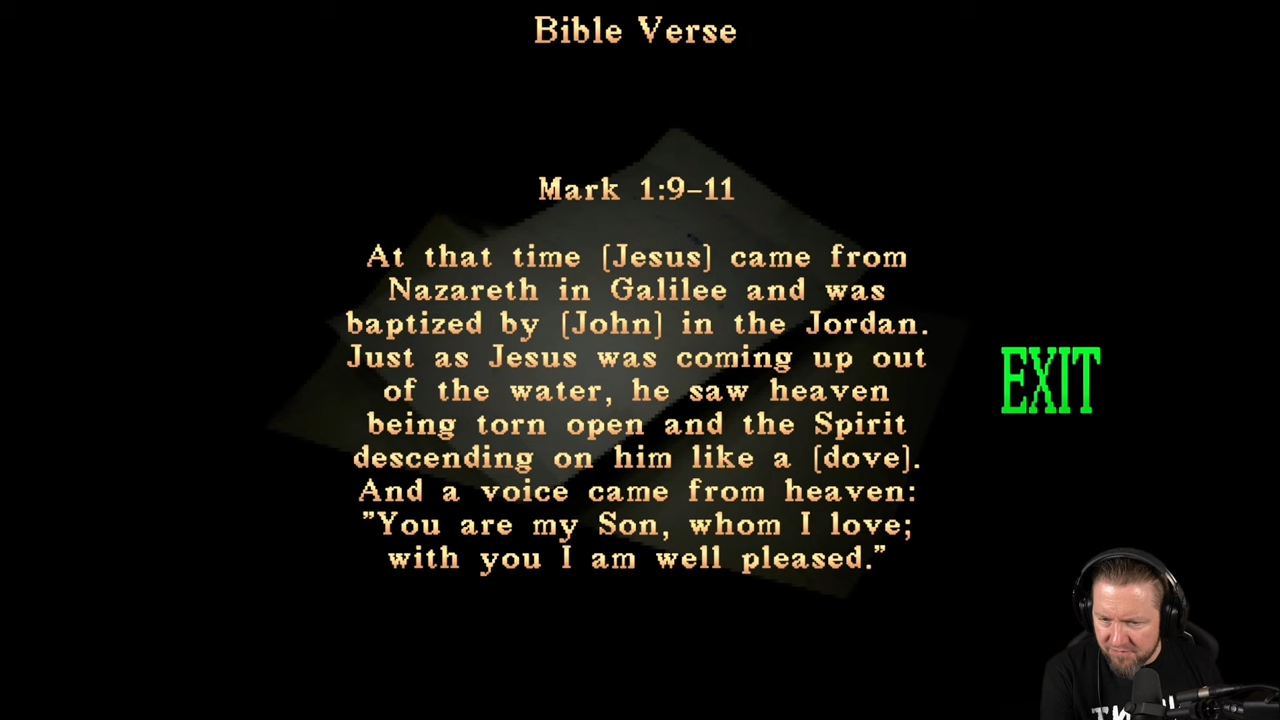 Bible Verse
Mark 1:9-11
At that time [Jesus] came from
Nazareth in Galilee and was
baptized by [John] in the Jordan.
Just as Jesus was coming up out
of the water, he saw heaven
being torn open and the Spirit
descending on him like a [dove].
And a voice came from heaven:
"You are my Son, whom I love;
with you I am well pleased."
EXIT